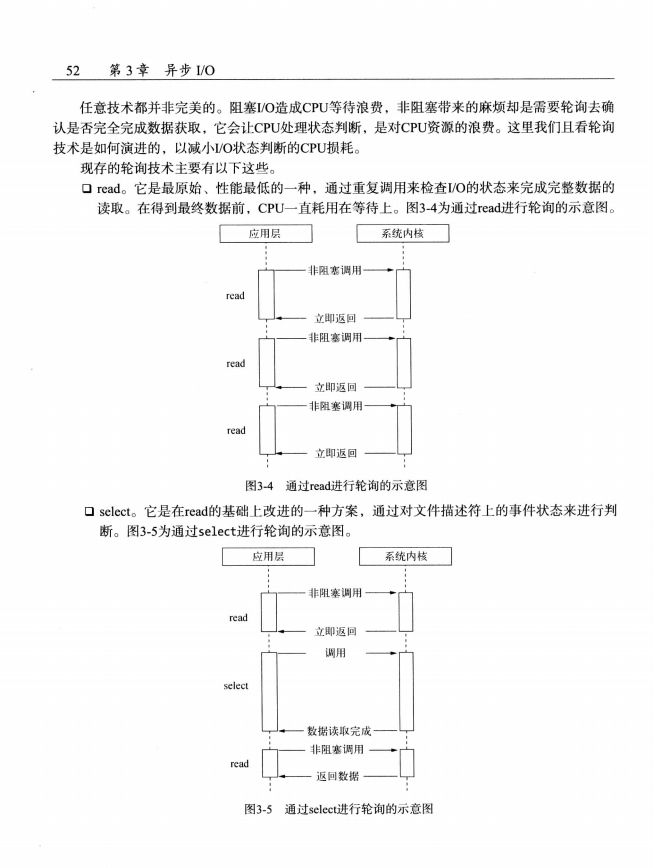 52 第3章 异步 I/O
任意技术都并非完美的。阻塞I/O造成CPU等待浪费，非阻塞带来的麻烦却是需要轮询去确
认是否完全完成数据获取，它会让CPU处理状态判断，是对CPU资源的浪费。这里我们且看轮询
技术是如何演进的，以减小I/O状态判断的CPU损耗。
现存的轮询技术主要有以下这些。
❑ read。它是最原始、性能最低的一种，通过重复调用来检查I/O的状态来完成完整数据的
读取。在得到最终数据前，CPU一直耗用在等待上。图3-4为通过read进行轮询的示意图。
应用层 系统内核
非阻塞调用
read
立即返回
非阻塞调用
read
立即返回
非阻塞调用
read
立即返回
图3-4 通过read进行轮询的示意图
❑ select。它是在read的基础上改进的一种方案，通过对文件描述符上的事件状态来进行判
断。图3-5为通过select进行轮询的示意图。
应用层 系统内核
非阻塞调用
read
立即返回
调用
select
数据读取完成
非阻塞调用
read
返回数据
图3-5 通过select进行轮询的示意图